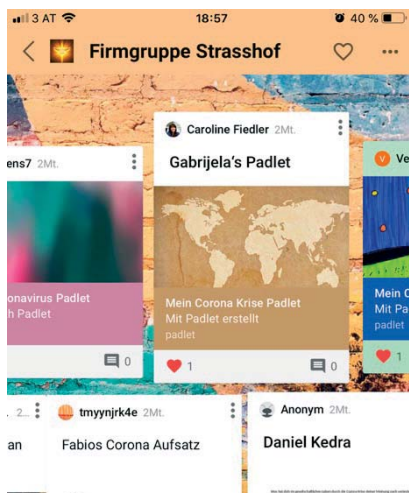 3 AT 18:57 40 %
Firmgruppe Strasshof
ens7 2Mt.
onavirus Padlet
h Padlet
Caroline Fiedler 2Mt.
Gabrijela's Padlet
Mein Corona Krise Padlet
Mit Padlet erstellt
padlet
1 0
0
V Ve
Mein C
Mit Pa
padlet
1
2...
an
tmyynjrk4e 2Mt.
Fabios Corona Aufsatz
Anonym 2Mt.
Daniel Kedra